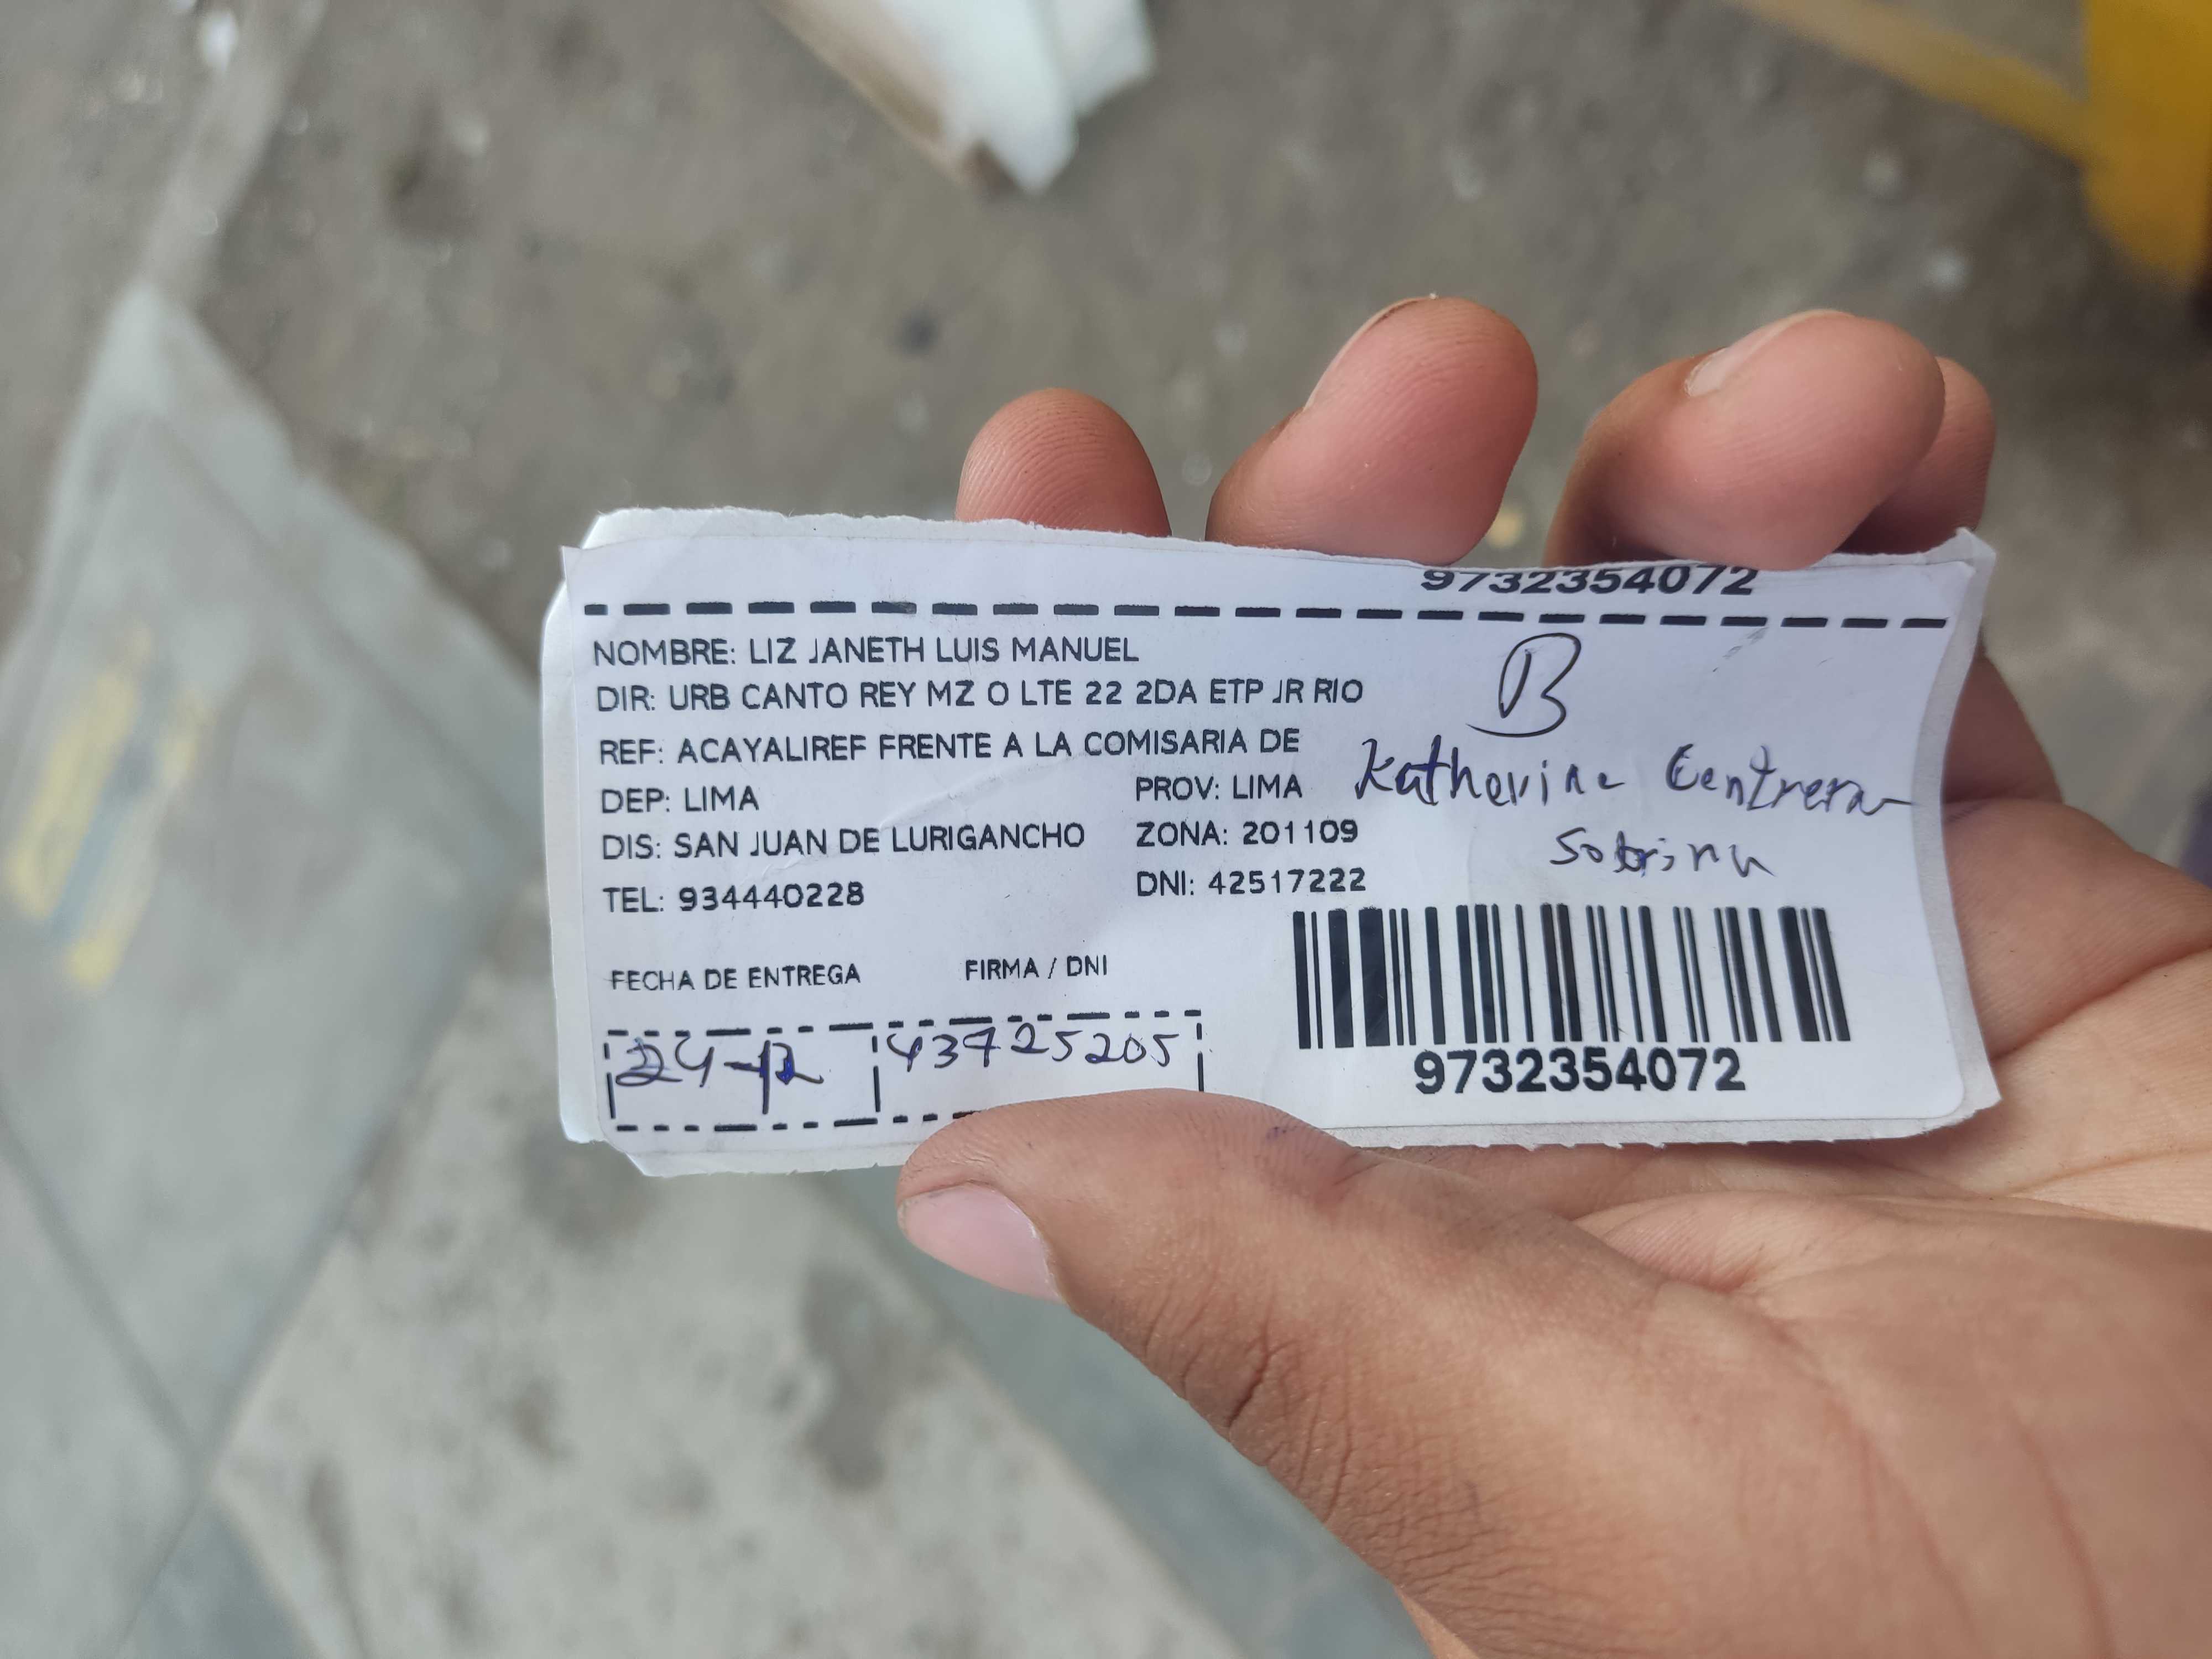 9732354072
NOMBRE: LIZ JANETH LUIS MANUEL
DIR: URB CANTO REY MZ O LTE 22 2DA ETP JR RIO
REF: ACAYALIREF FRENTE A LA COMISARIA DE
DEP: LIMA PROV: LIMA
DIS: SAN JUAN DE LURIGANCHO ZONA: 201109
TEL: 934440228 DNI: 42517222
B
Katherine Contreras
Sobrina
FECHA DE ENTREGA FIRMA / DNI
24-12 43725205
9732354072